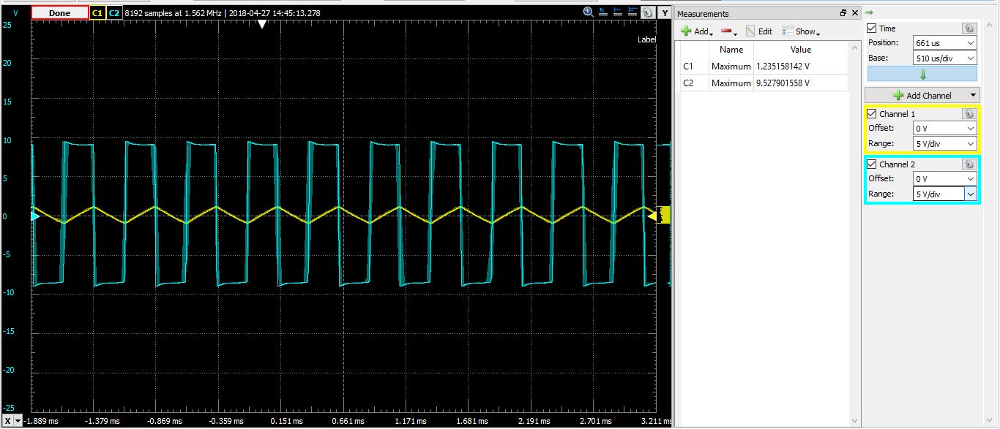 V Done C1 C2 8192 samples at 1.562 MHz | 2018-04-27 14:45:13.278 Y
25
Label
20
15
10
5
0
-5
-10
-15
-20
-25
X -1.889 ms -1.379 ms -0.869 ms -0.359 ms 0.151 ms 0.661 ms 1.171 ms 1.681 ms 2.191 ms 2.701 ms 3.211 ms
Measurements
Add Edit Show
Name Value
C1 Maximum 1.235158142 V
C2 Maximum 9.527901558 V
Time
Position: 661 us
Base: 510 us/div
Add Channel
Channel 1
Offset: 0 V
Range: 5 V/div
Channel 2
Offset: 0 V
Range: 5 V/div